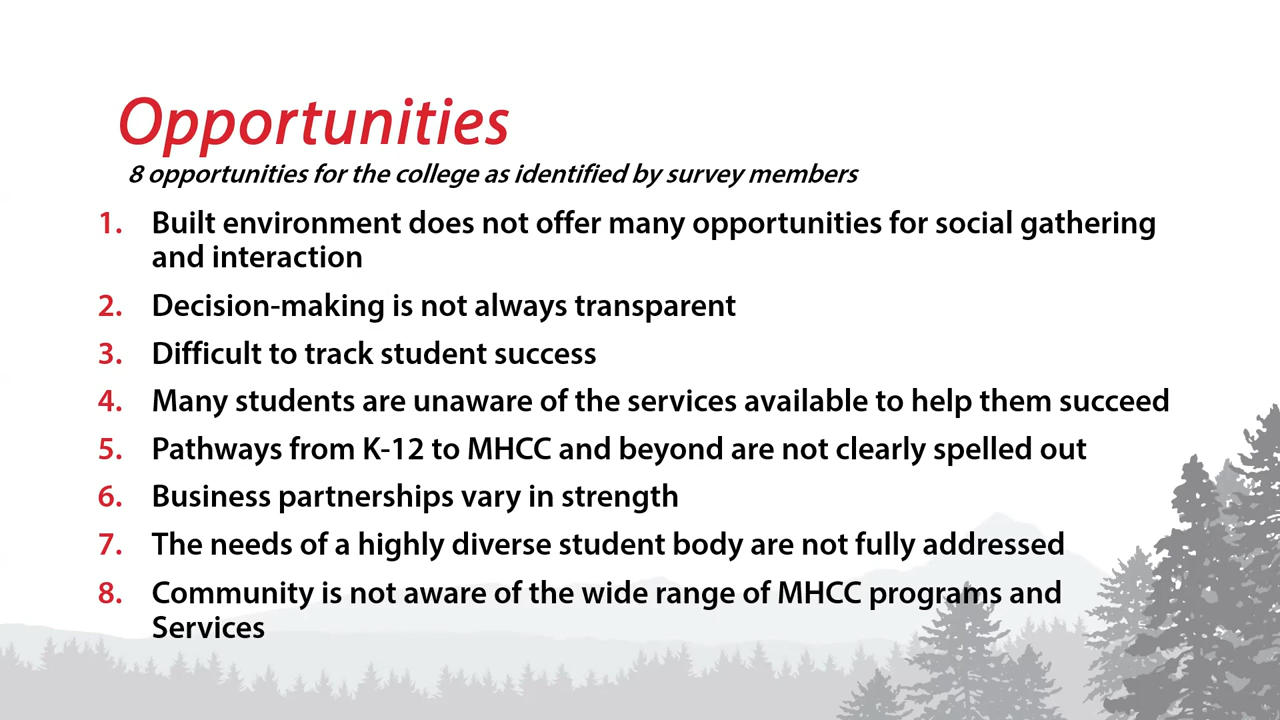 Opportunities
8 opportunities for the college as identified by survey members
1. Built environment does not offer many opportunities for social gathering
and interaction
2. Decision-making is not always transparent
3. Difficult to track student success
4. Many students are unaware of the services available to help them succeed
5. Pathways from K-12 to MHCC and beyond are not clearly spelled out
6. Business partnerships vary in strength
7. The needs of a highly diverse student body are not fully addressed
8. Community is not aware of the wide range of MHCC programs and
Services